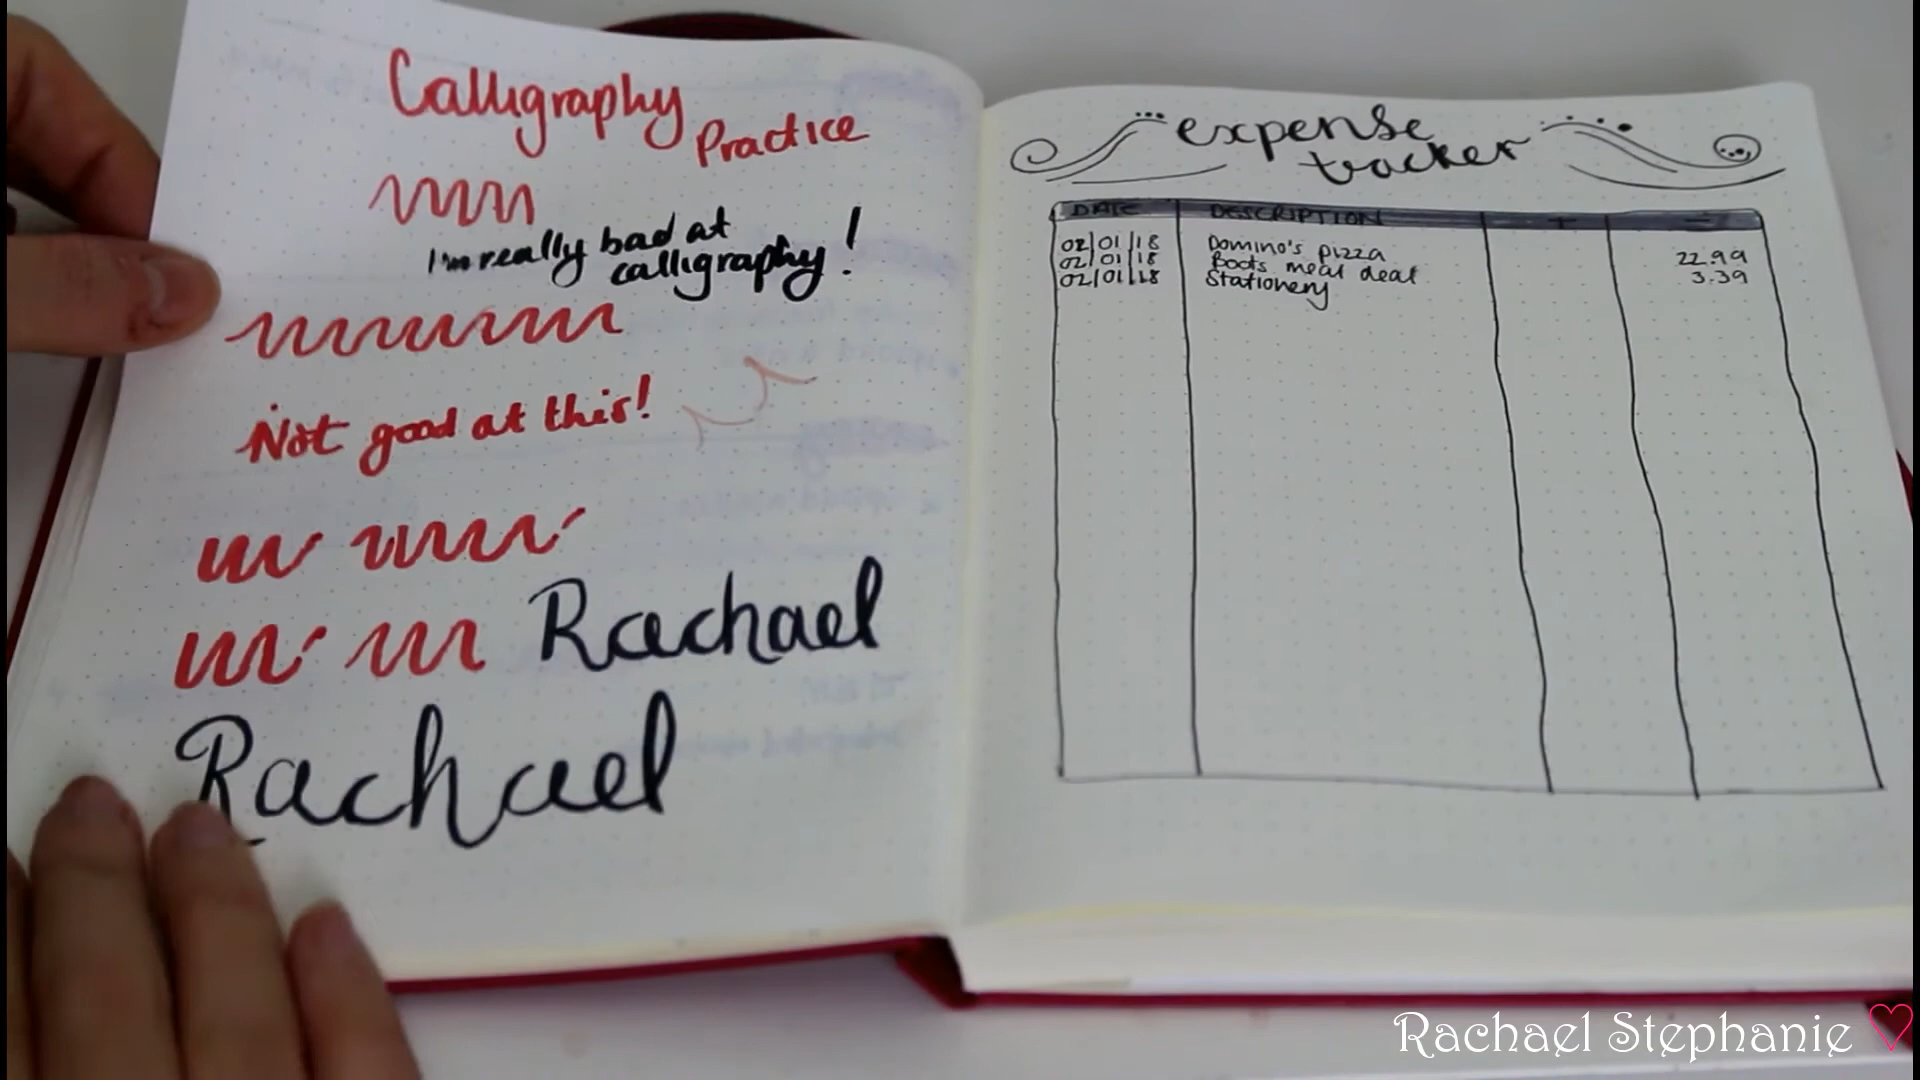 Calligraphy
Practice
I'm really bad at
calligraphy!
Not good at this!
Rachael
Rachael
expense
tracker
DATE DESCRIPTION + -
02/01/18 Domino's pizza 22.99
02/01/18 Boots meal deal 3.39
02/01/18 Stationery
Rachael Stephanie